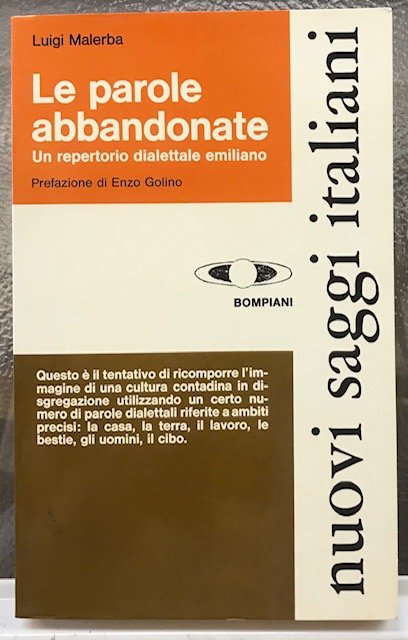 Luigi Malerba
Le parole
abbandonate
Un repertorio dialettale emiliano
Prefazione di Enzo Golino
BOMPIANI
Questo è il tentativo di ricomporre l'im-
magine di una cultura contadina in di-
sgregazione utilizzando un certo nu-
mero di parole dialettali riferite a ambiti
precisi: la casa, la terra, il lavoro, le
bestie, gli uomini, il cibo.
nuovi saggi italiani